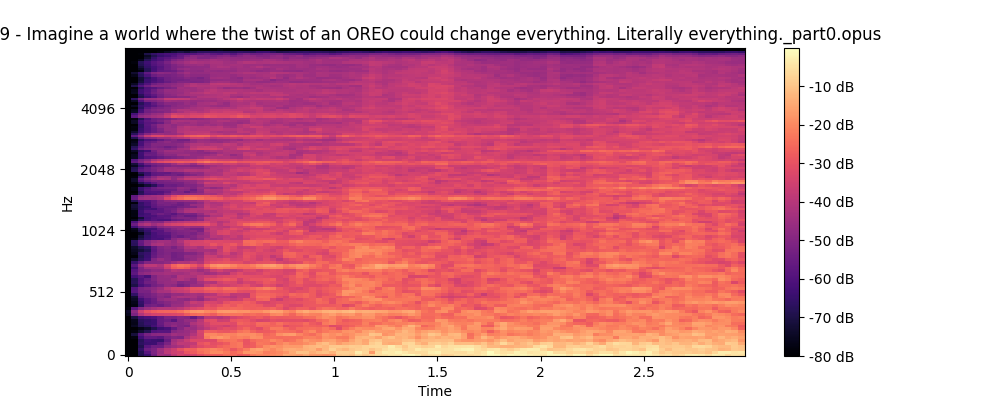 9 - Imagine a world where the twist of an OREO could change everything. Literally everything._part0.opus
4096
2048
1024
512
0
Hz
0
0.5
1
1.5
2
2.5
Time
-10 dB
-20 dB
-30 dB
-40 dB
-50 dB
-60 dB
-70 dB
-80 dB